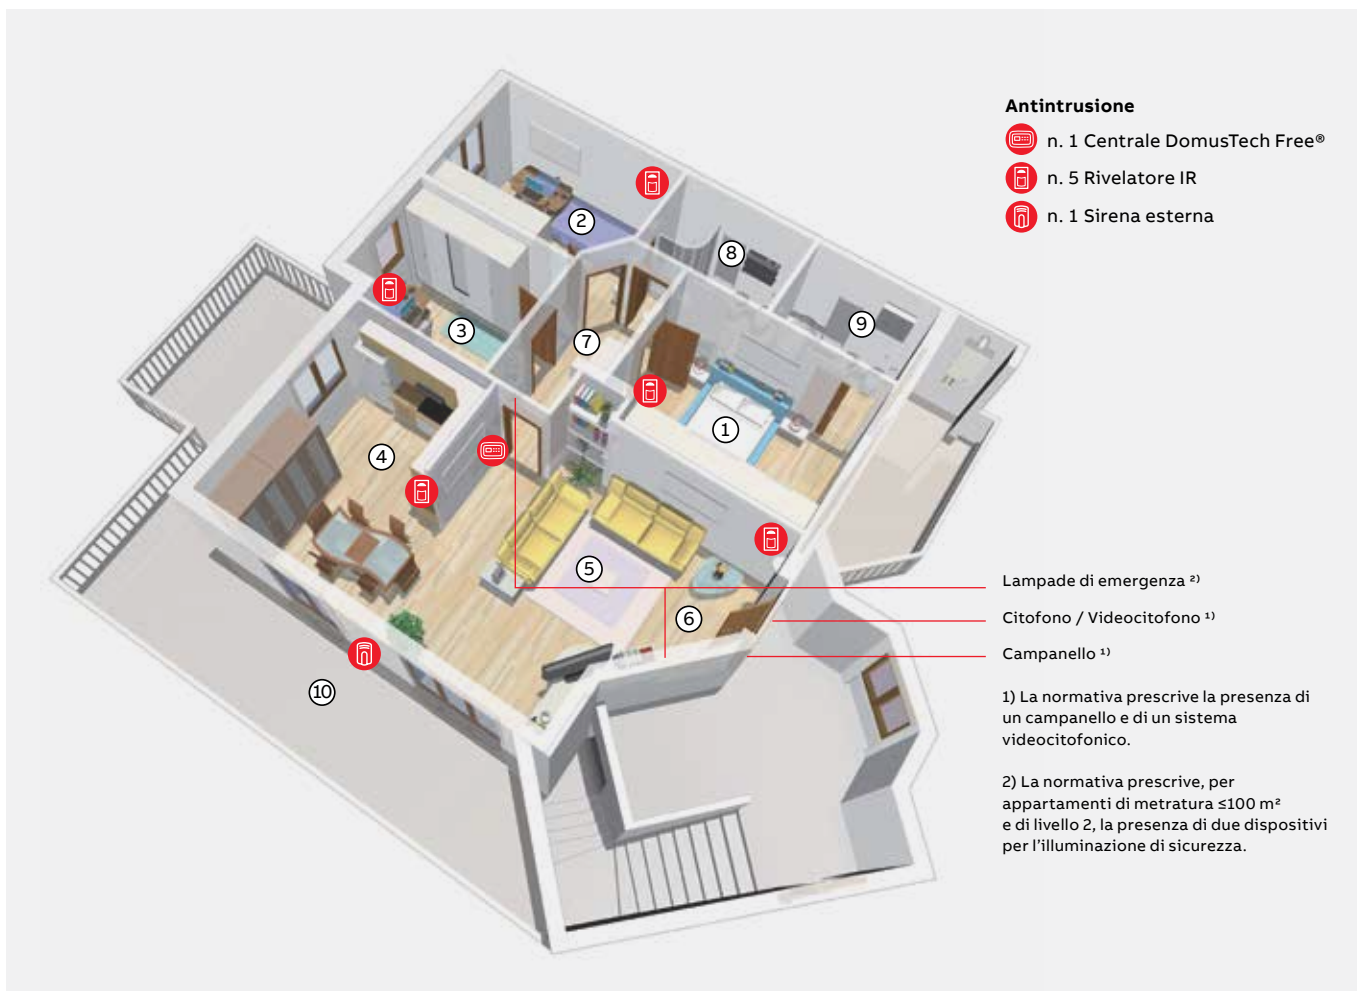 Antintrusione
n. 1 Centrale DomusTech Free®
n. 5 Rivelatore IR
n. 1 Sirena esterna
2
8
9
3
7
1
4
5
6
10
Lampade di emergenza ²⁾
Citofono / Videocitofono ¹⁾
Campanello ¹⁾
1) La normativa prescrive la presenza di
un campanello e di un sistema
videocitofonico.
2) La normativa prescrive, per
appartamenti di metratura ≤100 m²
e di livello 2, la presenza di due dispositivi
per l'illuminazione di sicurezza.